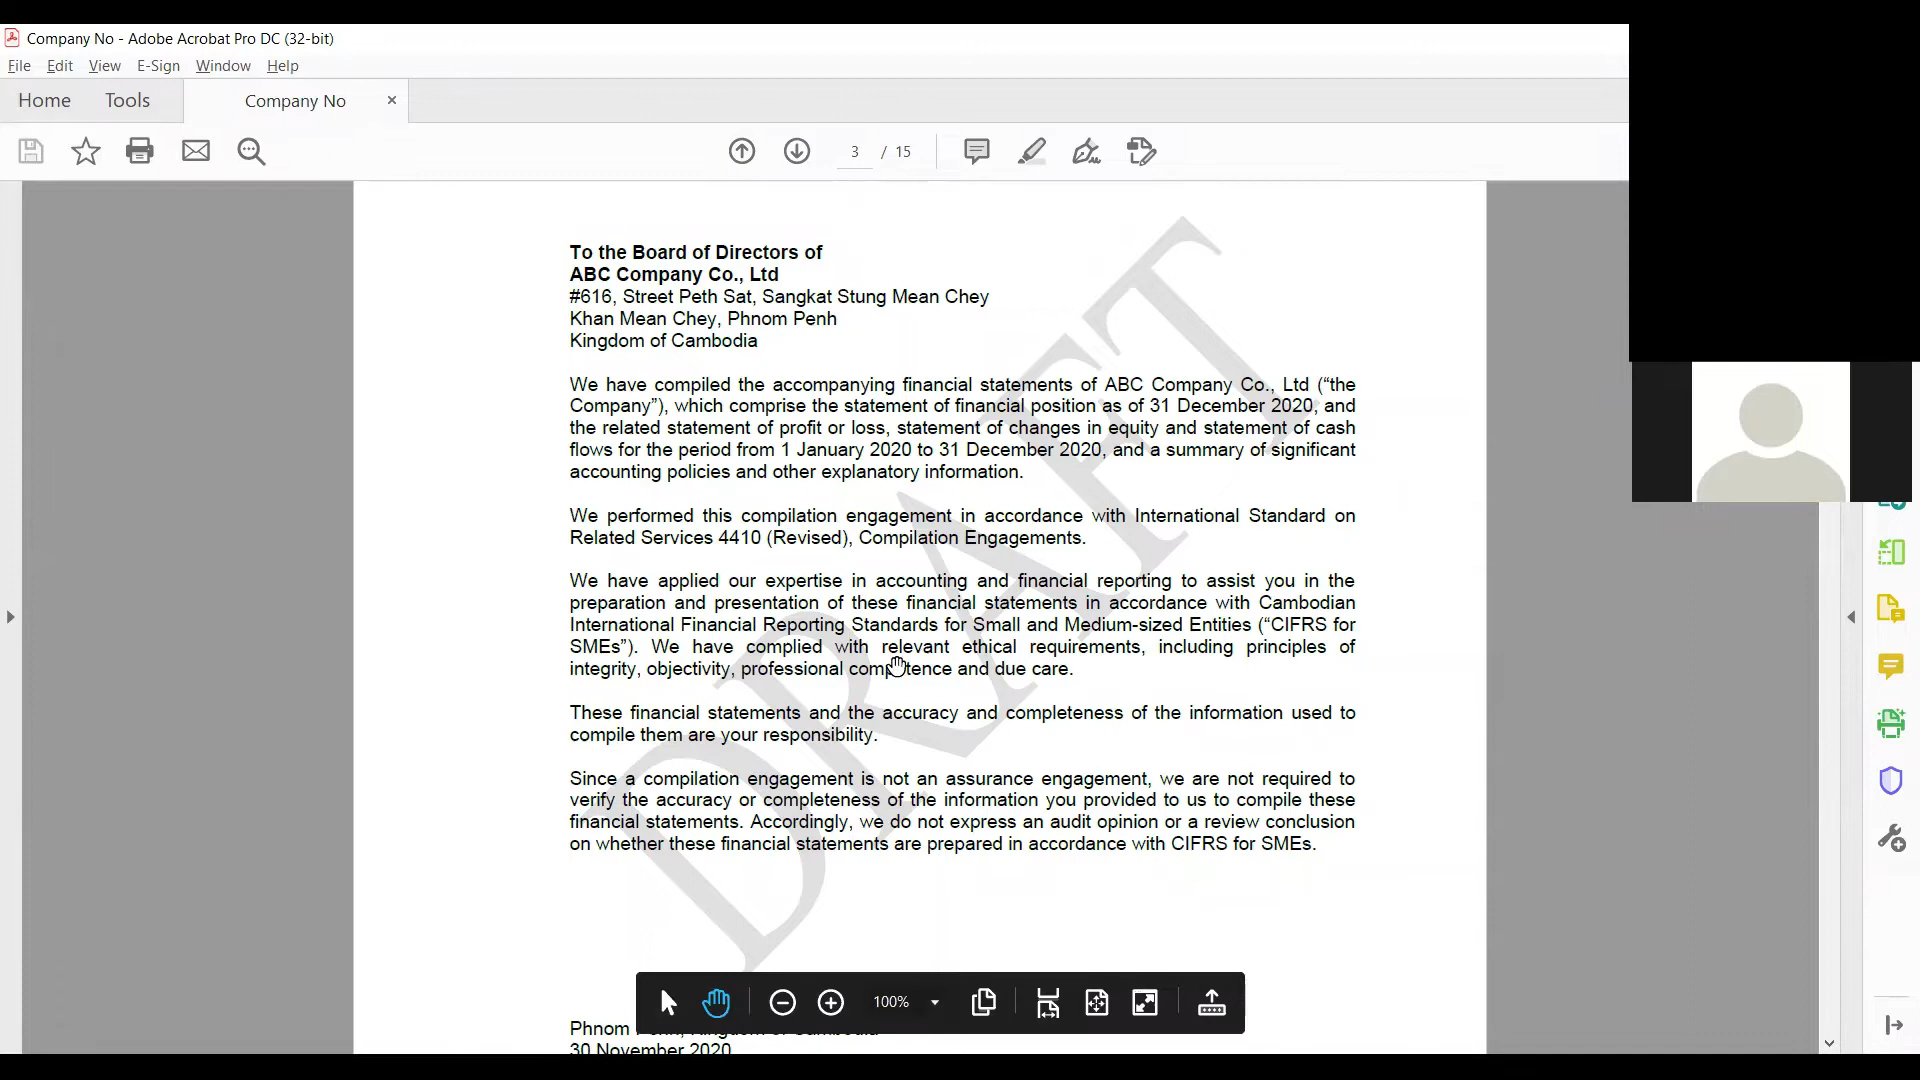 Company No - Adobe Acrobat Pro DC (32-bit)
File Edit View E-Sign Window Help
Home Tools Company No
3 / 15
To the Board of Directors of
ABC Company Co., Ltd
#616, Street Peth Sat, Sangkat Stung Mean Chey
Khan Mean Chey, Phnom Penh
Kingdom of Cambodia
We have compiled the accompanying financial statements of ABC Company Co., Ltd (“the
Company”), which comprise the statement of financial position as of 31 December 2020, and
the related statement of profit or loss, statement of changes in equity and statement of cash
flows for the period from 1 January 2020 to 31 December 2020, and a summary of significant
accounting policies and other explanatory information.
We performed this compilation engagement in accordance with International Standard on
Related Services 4410 (Revised), Compilation Engagements.
We have applied our expertise in accounting and financial reporting to assist you in the
preparation and presentation of these financial statements in accordance with Cambodian
International Financial Reporting Standards for Small and Medium-sized Entities (“CIFRS for
SMEs”). We have complied with relevant ethical requirements, including principles of
integrity, objectivity, professional competence and due care.
These financial statements and the accuracy and completeness of the information used to
compile them are your responsibility.
Since a compilation engagement is not an assurance engagement, we are not required to
verify the accuracy or completeness of the information you provided to us to compile these
financial statements. Accordingly, we do not express an audit opinion or a review conclusion
on whether these financial statements are prepared in accordance with CIFRS for SMEs.
DRAFT
100%
Phnom Penh, Kingdom of Cambodia
30 November 2020